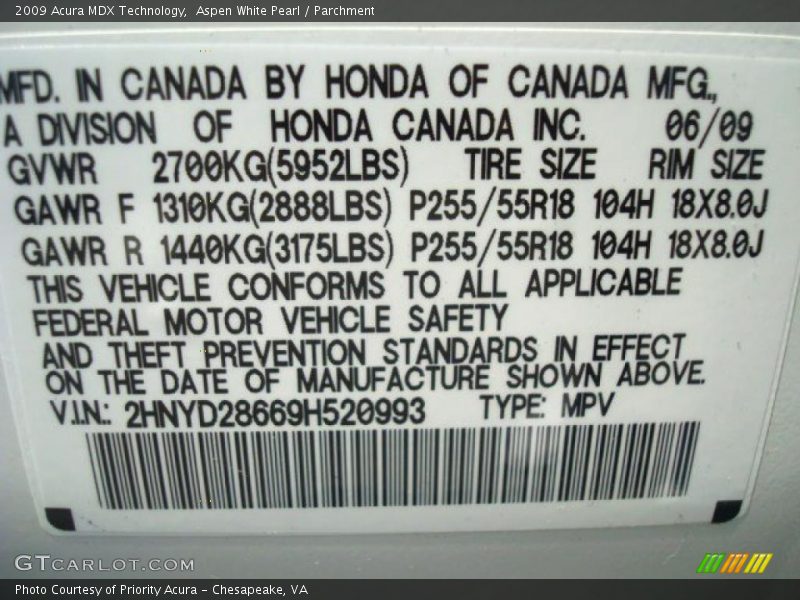 2009 Acura MDX Technology,  Aspen White Pearl / Parchment
MFD. IN CANADA BY HONDA OF CANADA MFG.,
A DIVISION OF HONDA CANADA INC. 06/09
GVWR 2700KG(5952LBS) TIRE SIZE RIM SIZE
GAWR F 1310KG(2888LBS) P255/55R18 104H 18X8.0J
GAWR R 1440KG(3175LBS) P255/55R18 104H 18X8.0J
THIS VEHICLE CONFORMS TO ALL APPLICABLE
FEDERAL MOTOR VEHICLE SAFETY
AND THEFT PREVENTION STANDARDS IN EFFECT
ON THE DATE OF MANUFACTURE SHOWN ABOVE.
V.I.N.: 2HNYD28669H520993 TYPE: MPV
GTCARLOT.COM
Photo Courtesy of Priority Acura - Chesapeake, VA